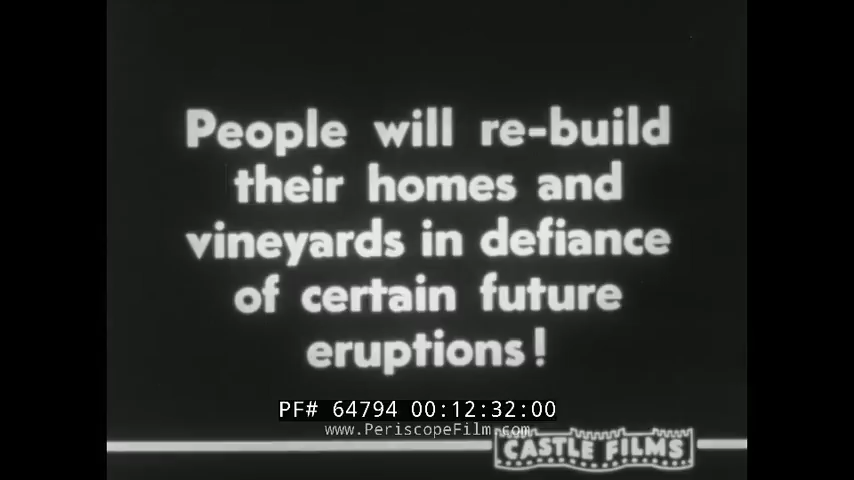 People will re-build
their homes and
vineyards in defiance
of certain future
eruptions!
PF# 64794 00:12:32:00
www.PeriscopeFilm.com
CASTLE FILMS